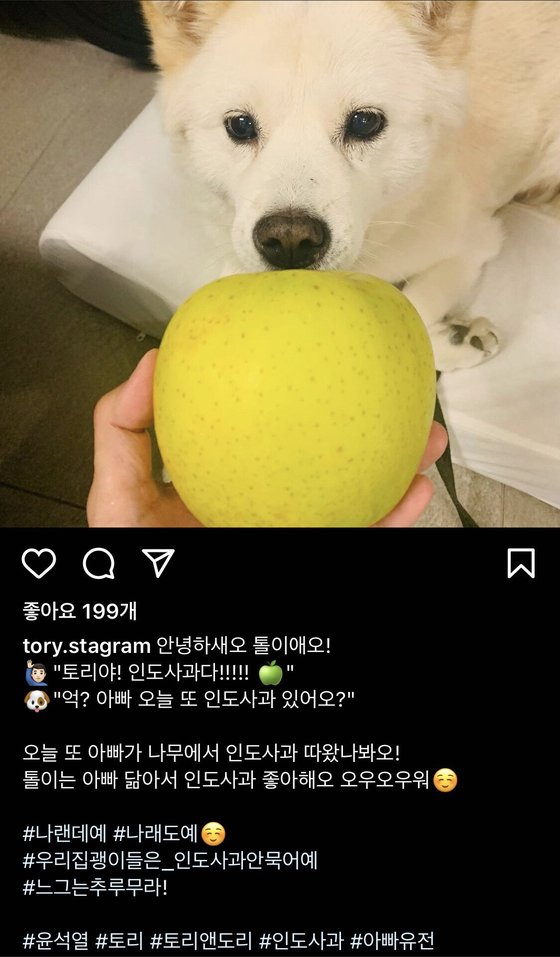 좋아요 199개
tory.stagram 안녕하새오 톨이애오!
🙋🏻‍♂️"토리야! 인도사과다!!!!! 🍏"
🐶"억? 아빠 오늘 또 인도사과 있어오?"
오늘 또 아빠가 나무에서 인도사과 따왔나봐오!
톨이는 아빠 닮아서 인도사과 좋아해오 오우오우워☺️
#나랜데예 #나래도예☺️
#우리집괭이들은_인도사과안묵어예
#느그는추루무라!
#윤석열 #토리 #토리앤도리 #인도사과 #아빠유전